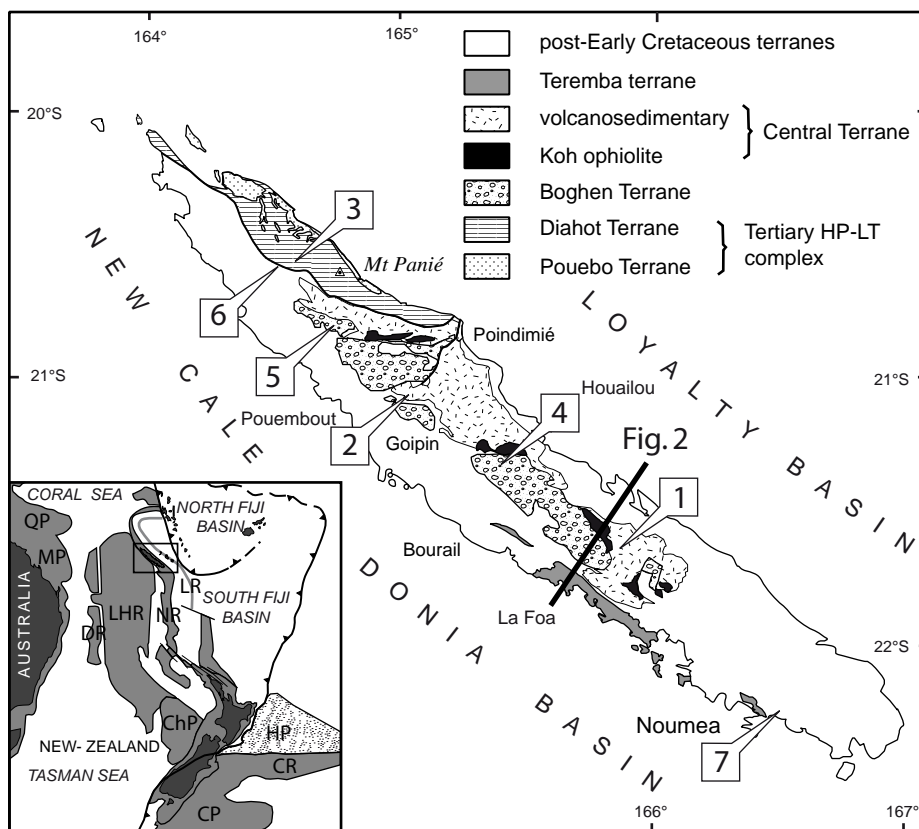 164°
165°
post-Early Cretaceous terranes
Teremba terrane
20°S
volcanosedimentary
Central Terrane
Koh ophiolite
Boghen Terrane
3
Diahot Terrane
Tertiary HP-LT
complex
Mt Panié
Pouebo Terrane
6
NEW CALE
LOYALTY BASIN
Poindimié
5
21°S
21°S
Houailou
Pouembout
2
4
Goipin
Fig.2
1
CORAL SEA
QP
NORTH FIJI
BASIN
MP
Bourail
DONIA BASIN
LR
AUSTRALIA
LHR
NR
SOUTH FIJI
BASIN
DR
La Foa
22°S
ChP
Noumea
HP
NEW- ZEALAND
7
TASMAN SEA
CR
CP
166°
167°